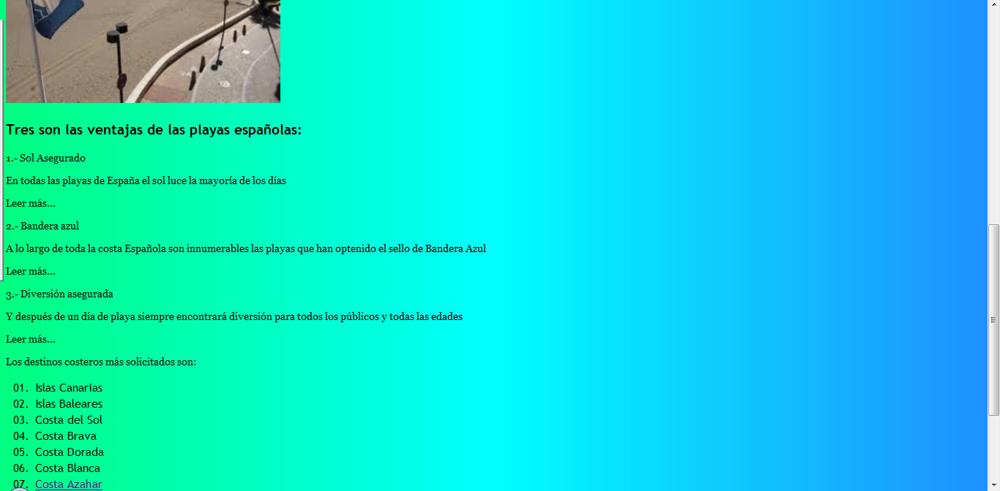 Tres son las ventajas de las playas españolas:
1.- Sol Asegurado
En todas las playas de España el sol luce la mayoría de los días
Leer más...
2.- Bandera azul
A lo largo de toda la costa Española son innumerables las playas que han optenido el sello de Bandera Azul
Leer más...
3.- Diversión asegurada
Y después de un día de playa siempre encontrará diversión para todos los públicos y todas las edades
Leer más...
Los destinos costeros más solicitados son:
01. Islas Canarias
02. Islas Baleares
03. Costa del Sol
04. Costa Brava
05. Costa Dorada
06. Costa Blanca
07. Costa Azahar